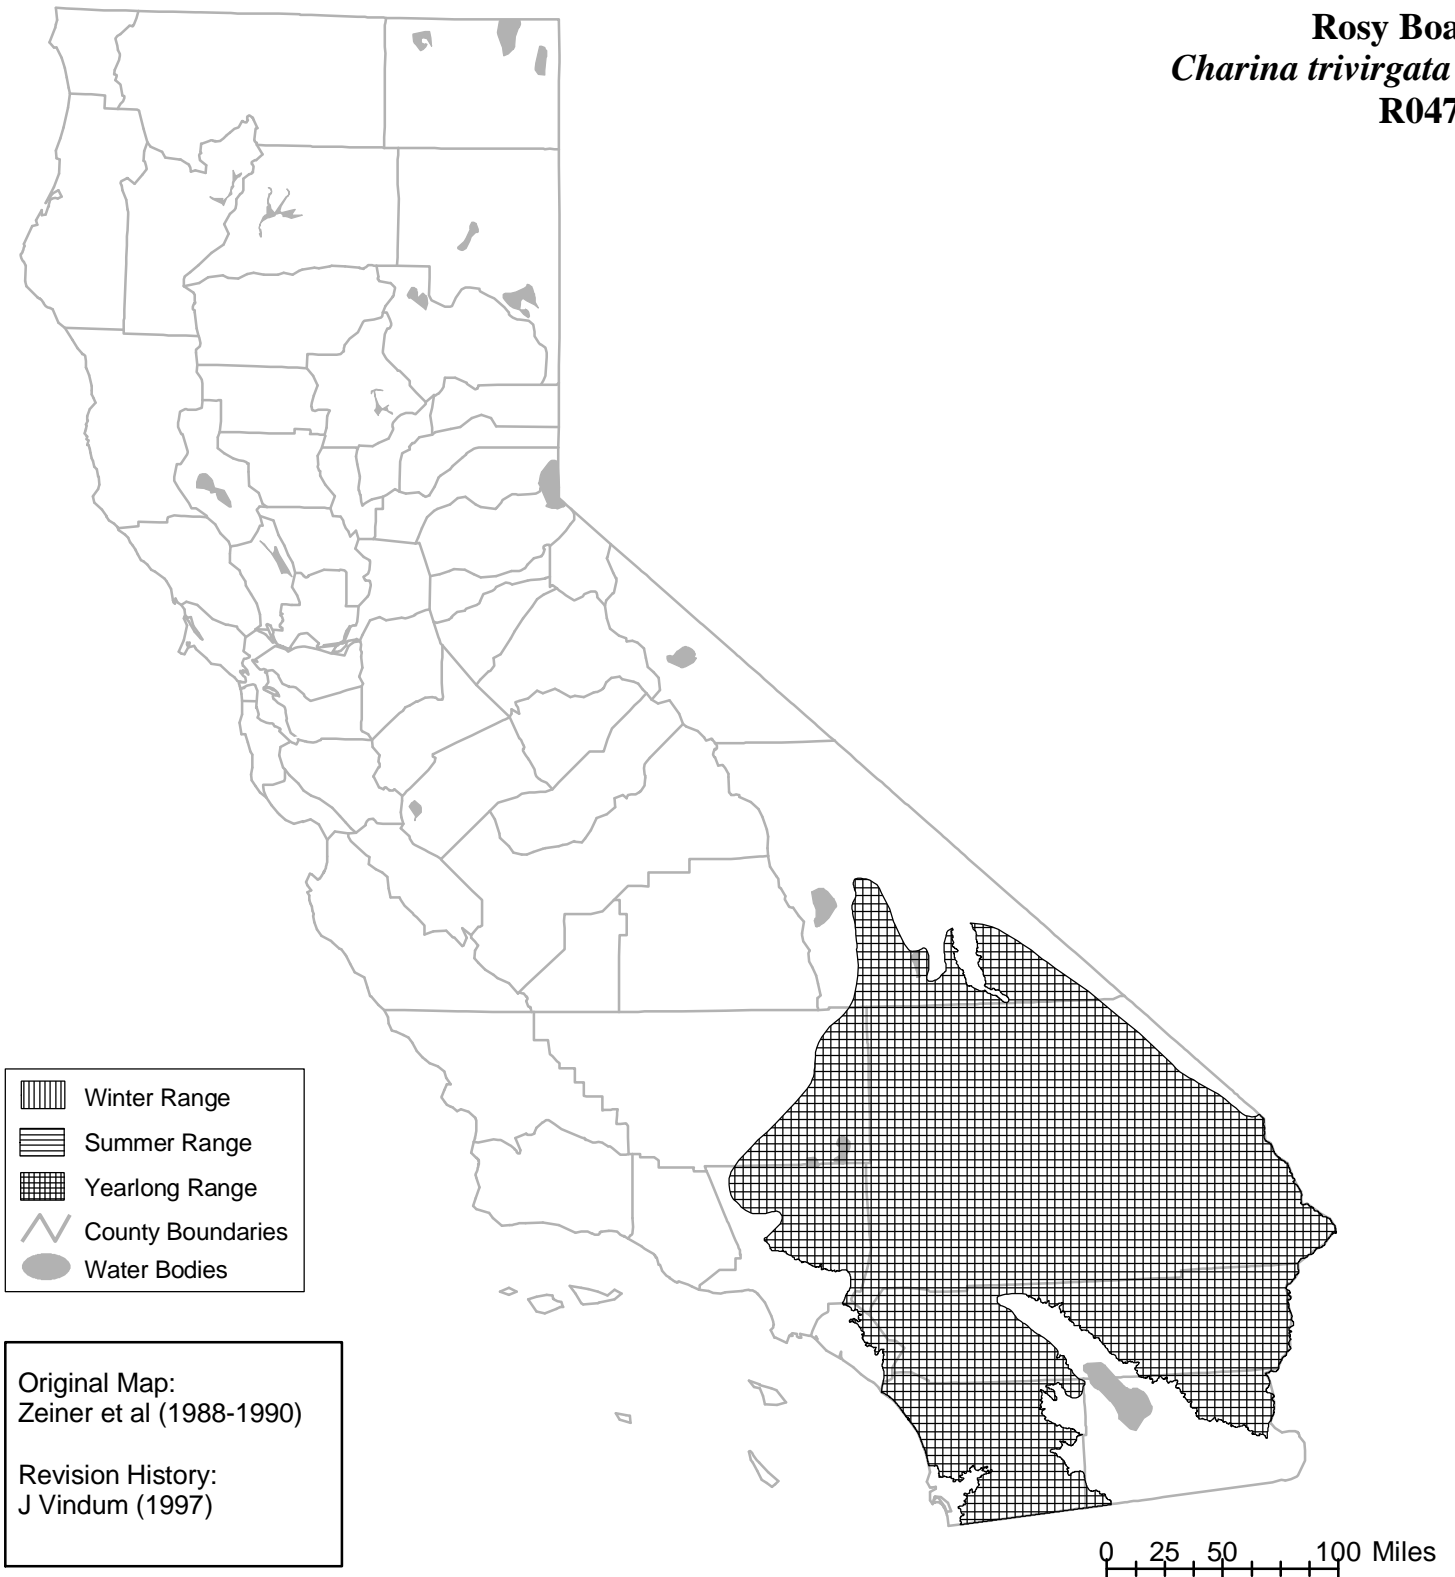 Rosy Boa
Charina trivirgata
R047
Winter Range
Summer Range
Yearlong Range
County Boundaries
Water Bodies
Original Map:
Zeiner et al (1988-1990)
Revision History:
J Vindum (1997)
0 25 50 100 Miles